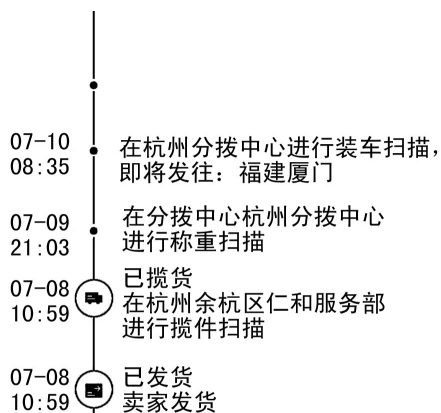 07-10
08:35
在杭州分拨中心进行装车扫描，
即将发往：福建厦门
07-09
21:03
在分拨中心杭州分拨中心
进行称重扫描
07-08
10:59
已揽货
在杭州余杭区仁和服务部
进行揽件扫描
07-08
10:59
已发货
卖家发货